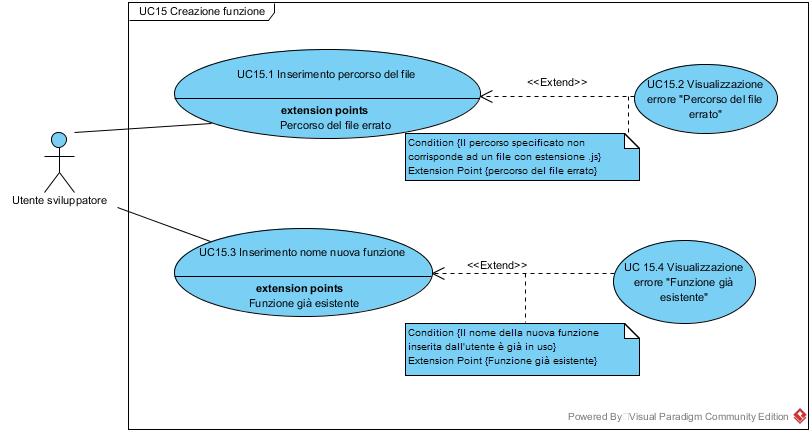 UC15 Creazione funzione
UC15.1 Inserimento percorso del file
extension points
Percorso del file errato
<<Extend>>
UC15.2 Visualizzazione
errore "Percorso del file
errato"
Condition {Il percorso specificato non
corrisponde ad un file con estensione .js}
Extension Point {percorso del file errato}
Utente sviluppatore
UC15.3 Inserimento nome nuova funzione
extension points
Funzione già esistente
<<Extend>>
UC 15.4 Visualizzazione
errore "Funzione già
esistente"
Condition {Il nome della nuova funzione
inserita dall'utente è già in uso}
Extension Point {Funzione già esistente}
Powered By Visual Paradigm Community Edition